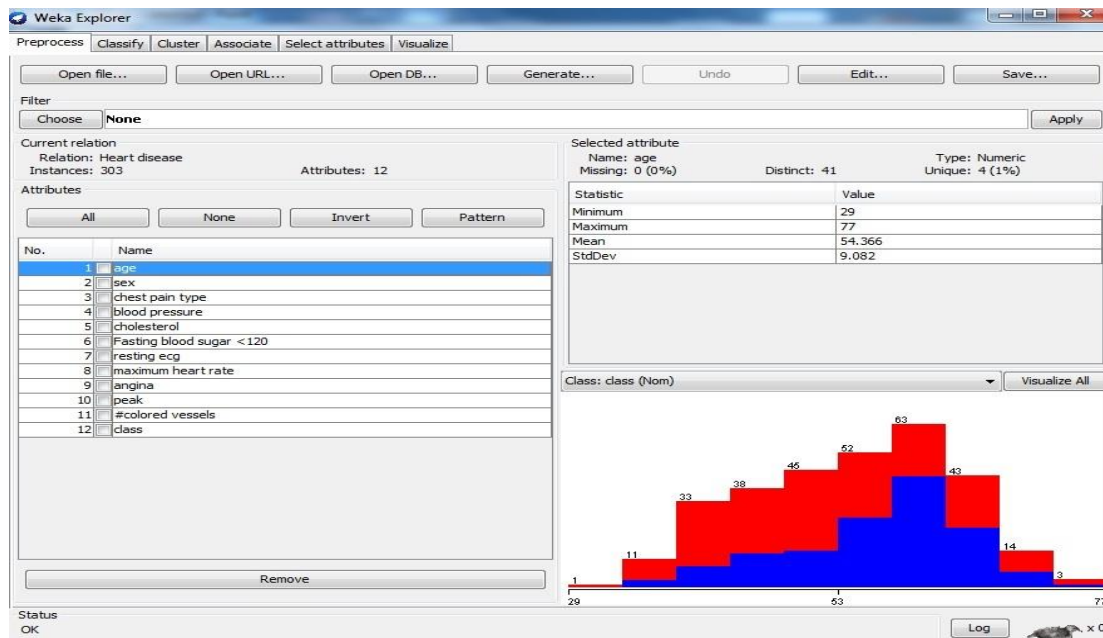 Weka Explorer
Preprocess Classify Cluster Associate Select attributes Visualize
Open file... Open URL... Open DB... Generate... Undo Edit... Save...
Filter
Choose None Apply
Current relation
Relation: Heart disease
Instances: 303 Attributes: 12
Attributes
All None Invert Pattern
No. Name
1 age
2 sex
3 chest pain type
4 blood pressure
5 cholesterol
6 Fasting blood sugar <120
7 resting ecg
8 maximum heart rate
9 angina
10 peak
11 #colored vessels
12 class
Remove
Selected attribute
Name: age Type: Numeric
Missing: 0 (0%) Distinct: 41 Unique: 4 (1%)
Statistic Value
Minimum 29
Maximum 77
Mean 54.366
StdDev 9.082
Class: class (Nom) Visualize All
1 11 33 38 45 52 63 43 14 3
29 53 77
Status
OK Log x 0